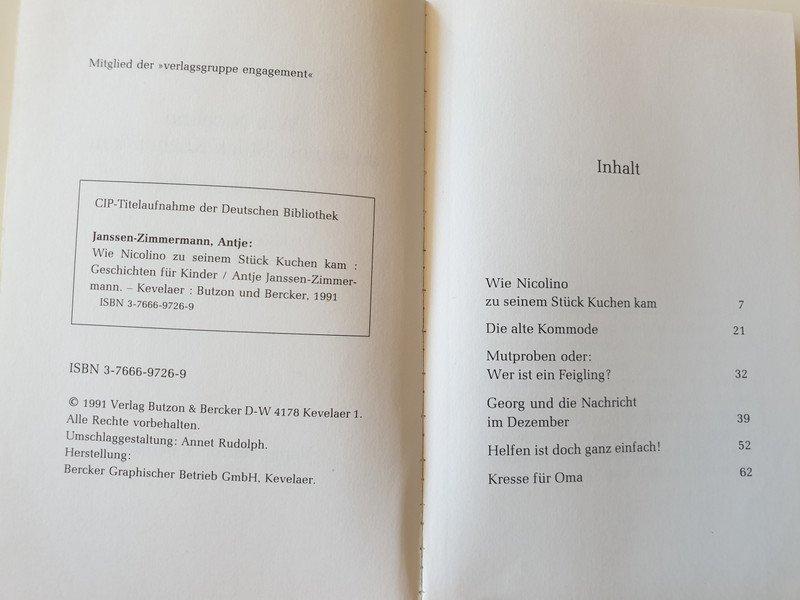 Mitglied der »verlagsgruppe engagement«
CIP-Titelaufnahme der Deutschen Bibliothek
Janssen-Zimmermann, Antje:
Wie Nicolino zu seinem Stück Kuchen kam :
Geschichten für Kinder / Antje Janssen-Zimmer-
mann. – Kevelaer : Butzon und Bercker, 1991
ISBN 3-7666-9726-9
ISBN 3-7666-9726-9
© 1991 Verlag Butzon & Bercker D-W 4178 Kevelaer 1.
Alle Rechte vorbehalten.
Umschlaggestaltung: Annet Rudolph.
Herstellung:
Bercker Graphischer Betrieb GmbH, Kevelaer.
Inhalt
Wie Nicolino
zu seinem Stück Kuchen kam 7
Die alte Kommode 21
Mutproben oder:
Wer ist ein Feigling? 32
Georg und die Nachricht
im Dezember 39
Helfen ist doch ganz einfach! 52
Kresse für Oma 62